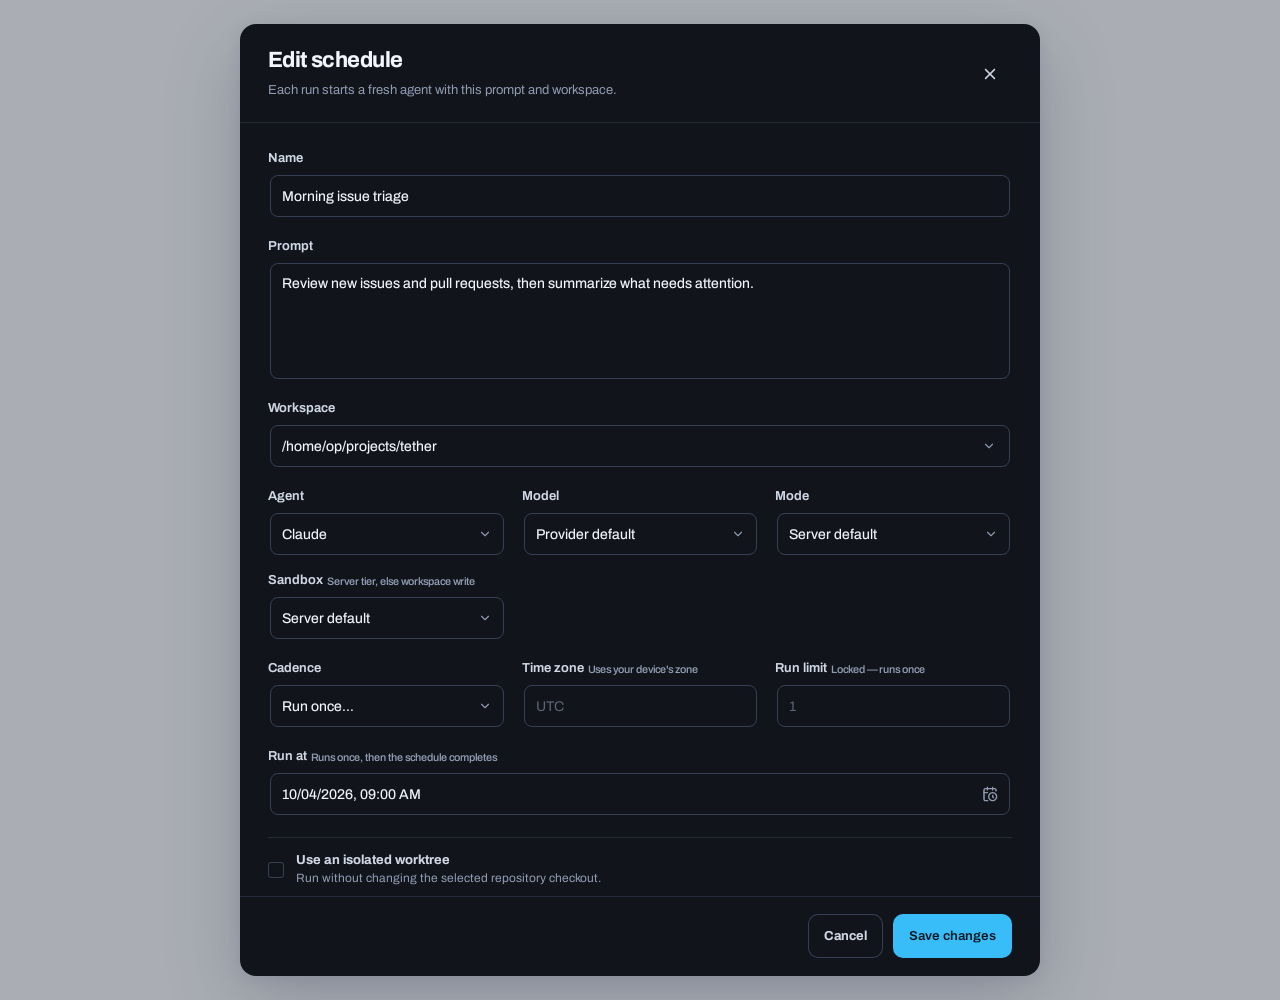 Edit schedule
Each run starts a fresh agent with this prompt and workspace.
Name
Morning issue triage
Prompt
Review new issues and pull requests, then summarize what needs attention.
Workspace
/home/op/projects/tether
Agent Model Mode
Claude Provider default Server default
Sandbox Server tier, else workspace write
Server default
Cadence Time zone Uses your device's zone Run limit Locked — runs once
Run once... UTC 1
Run at Runs once, then the schedule completes
10/04/2026, 09:00 AM
Use an isolated worktree
Run without changing the selected repository checkout.
Cancel Save changes